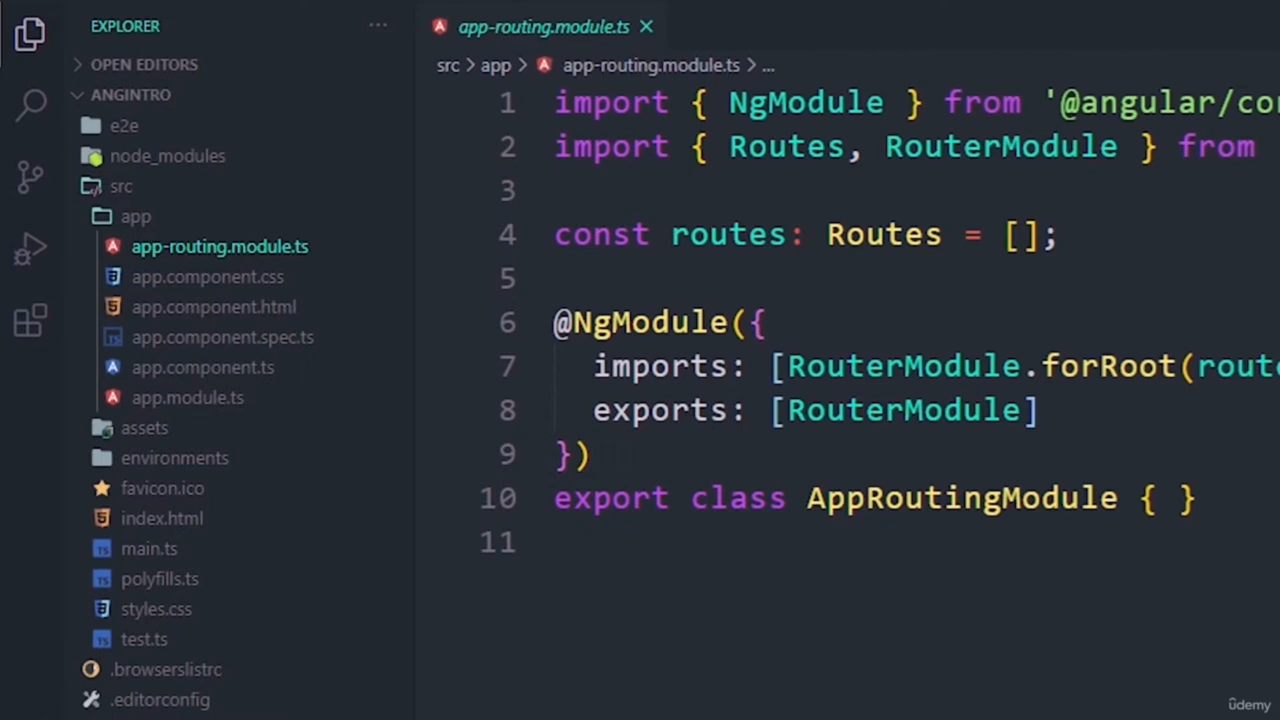 EXPLORER
OPEN EDITORS
ANGINTRO
e2e
node_modules
src
app
app-routing.module.ts
app.component.css
app.component.html
app.component.spec.ts
app.component.ts
app.module.ts
assets
environments
favicon.ico
index.html
main.ts
polyfills.ts
styles.css
test.ts
.browserslistrc
.editorconfig
app-routing.module.ts
src > app > app-routing.module.ts > ...
1 import { NgModule } from '@angular/co
2 import { Routes, RouterModule } from
3
4 const routes: Routes = [];
5
6 @NgModule({
7 imports: [RouterModule.forRoot(route
8 exports: [RouterModule]
9 })
10 export class AppRoutingModule { }
11
ûdemy